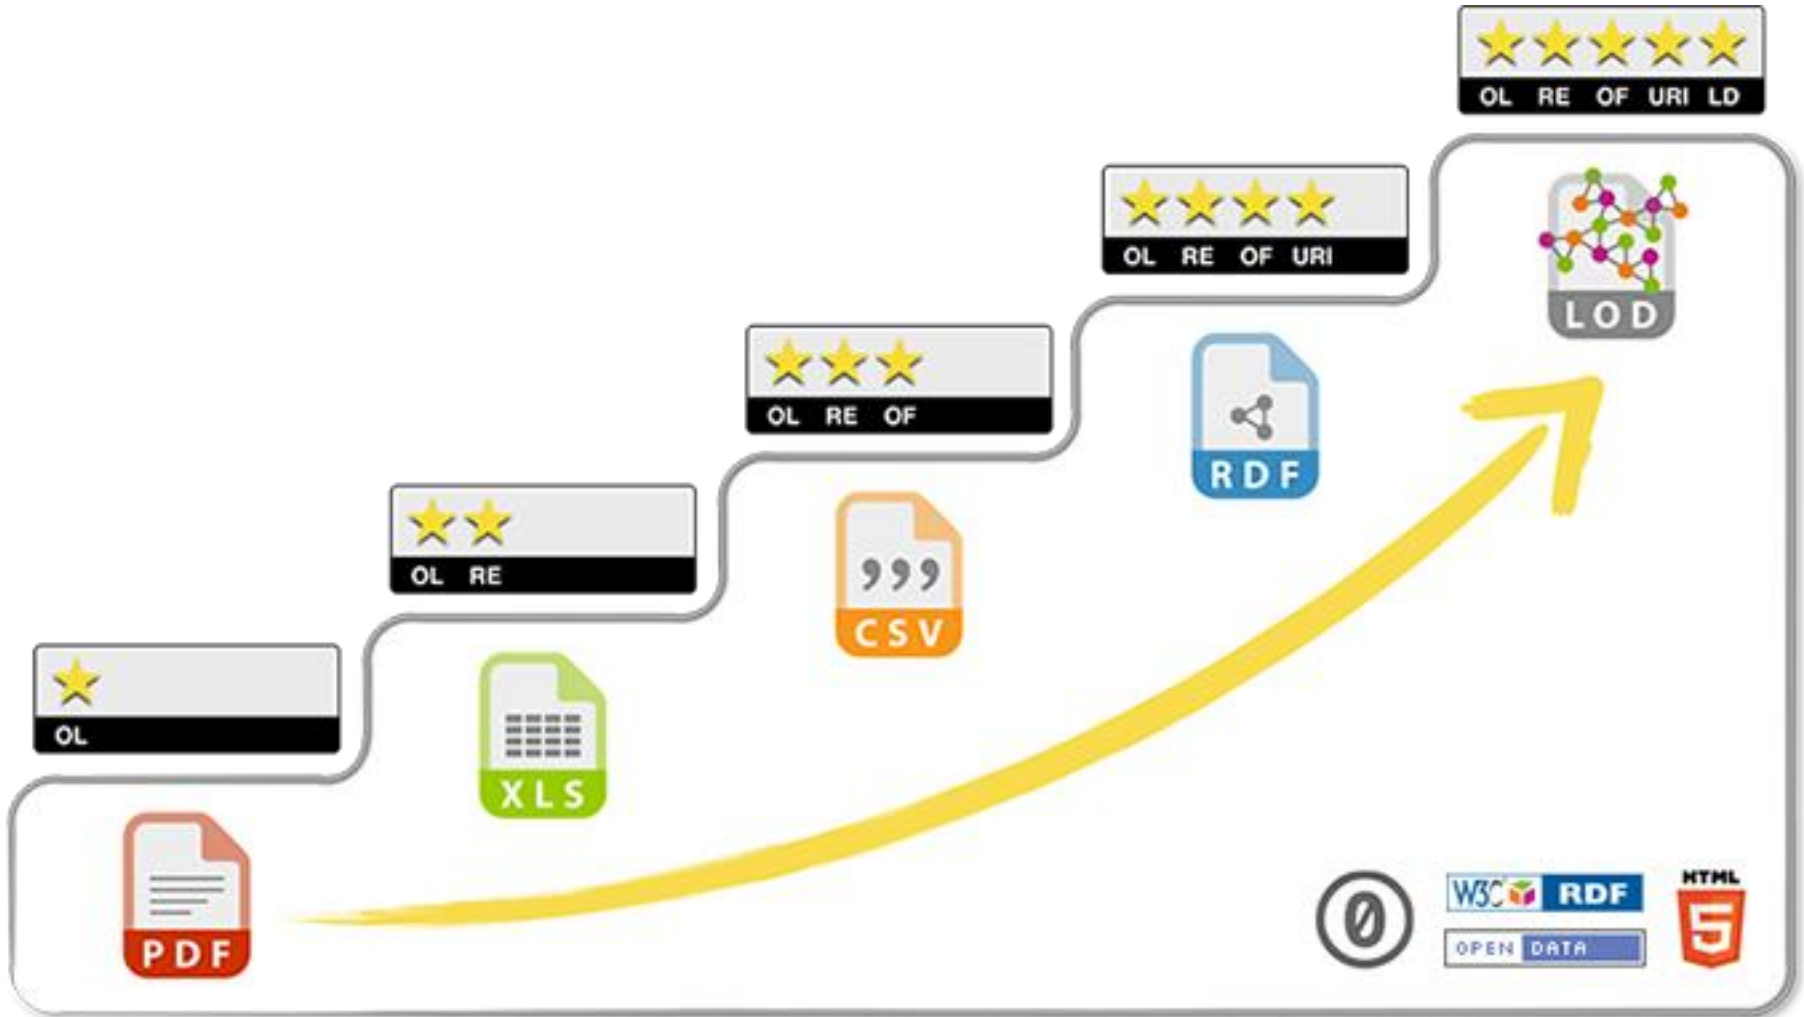 OL RE OF URI LD
LOD
OL RE OF URI
RDF
OL RE OF
CSV
OL RE
XLS
OL
PDF
0
W3C RDF
OPEN DATA
HTML
5